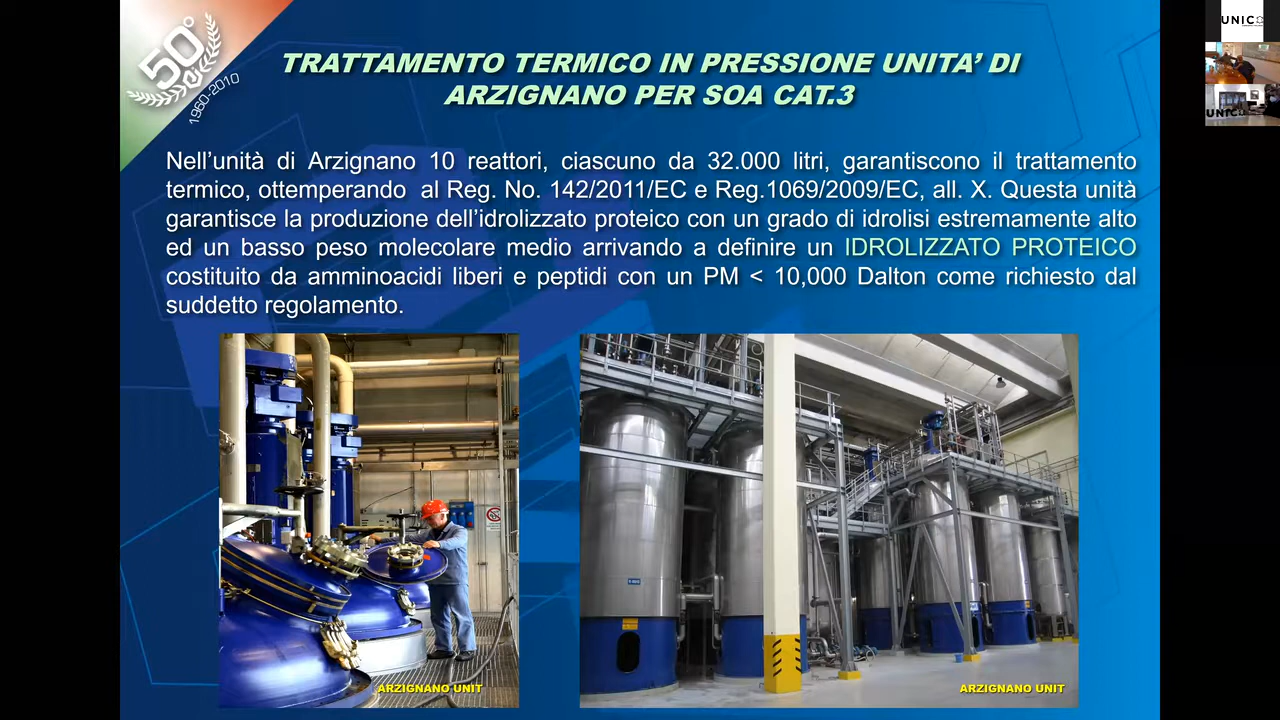 50°
1960-2010
TRATTAMENTO TERMICO IN PRESSIONE UNITA’ DI
ARZIGNANO PER SOA CAT.3
Nell’unità di Arzignano 10 reattori, ciascuno da 32.000 litri, garantiscono il trattamento
termico, ottemperando al Reg. No. 142/2011/EC e Reg.1069/2009/EC, all. X. Questa unità
garantisce la produzione dell’idrolizzato proteico con un grado di idrolisi estremamente alto
ed un basso peso molecolare medio arrivando a definire un IDROLIZZATO PROTEICO
costituito da amminoacidi liberi e peptidi con un PM < 10,000 Dalton come richiesto dal
suddetto regolamento.
ARZIGNANO UNIT
ARZIGNANO UNIT
UNICO
UNIC